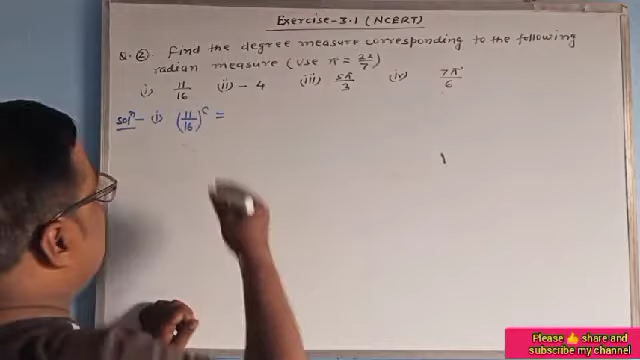 Exercise-3.1 (NCERT)
Q.② Find the degree measure corresponding to the following
radian measure (Use π = 22/7)
i) 11/16 (ii) - 4 (iii) 5π/3 (iv) 7π/6
Solⁿ - i) (11/16)ᶜ =
Please 👍 share and
subscribe my channel